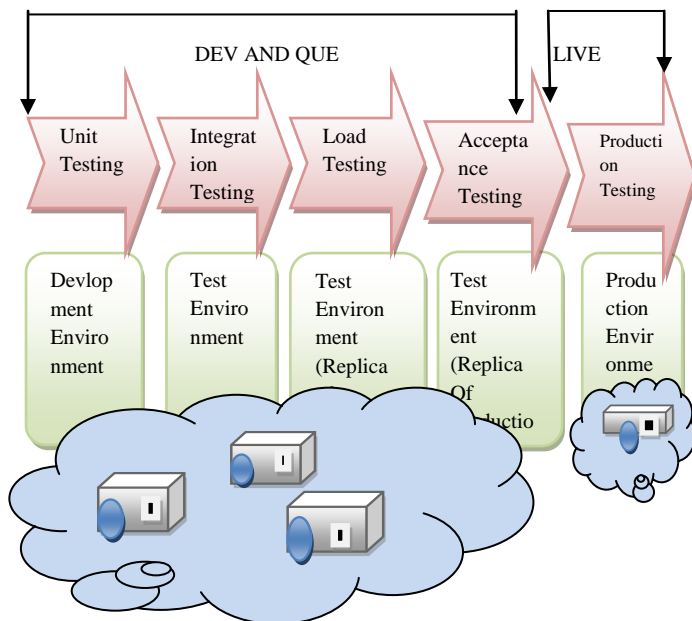 DEV AND QUE
LIVE
Unit
Testing
Integrat
ion
Testing
Load
Testing
Accepta
nce
Testing
Producti
on
Testing
Devlop
ment
Enviro
nment
Test
Enviro
nment
Test
Environ
ment
(Replica
Test
Environm
ent
(Replica
Of
Produ
ction
Envir
onme